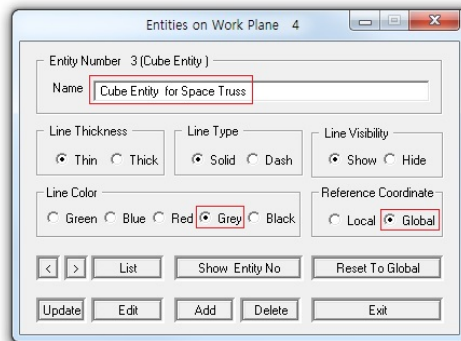 Entities on Work Plane 4
Entity Number 3 (Cube Entity )
Name Cube Entity for Space Truss
Line Thickness
Thin Thick
Line Type
Solid Dash
Line Visibility
Show Hide
Line Color
Green Blue Red Grey Black
Reference Coordinate
Local Global
< > List Show Entity No Reset To Global
Update Edit Add Delete Exit